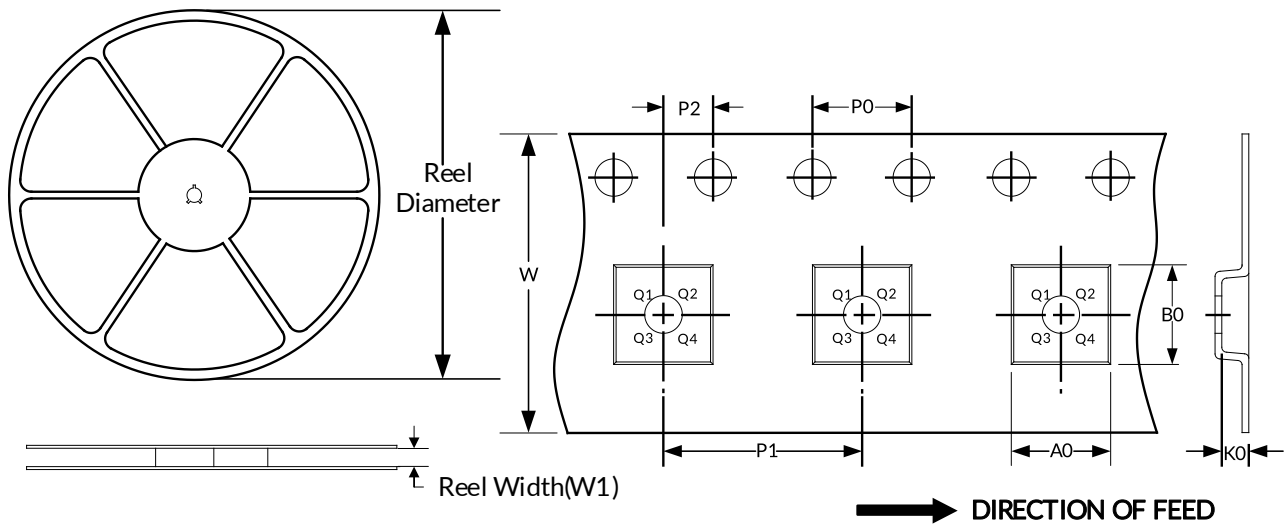 P2
P0
Reel
Diameter
W
Q1 Q2
Q3 Q4
Q1 Q2
Q3 Q4
Q1 Q2
Q3 Q4
B0
P1
A0
K0
Reel Width(W1)
DIRECTION OF FEED